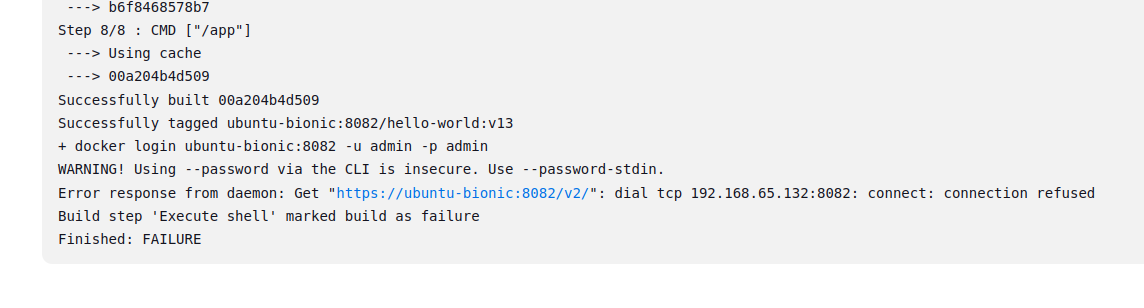 ---> b6f8468578b7
Step 8/8 : CMD ["/app"]
---> Using cache
---> 00a204b4d509
Successfully built 00a204b4d509
Successfully tagged ubuntu-bionic:8082/hello-world:v13
+ docker login ubuntu-bionic:8082 -u admin -p admin
WARNING! Using --password via the CLI is insecure. Use --password-stdin.
Error response from daemon: Get "https://ubuntu-bionic:8082/v2/": dial tcp 192.168.65.132:8082: connect: connection refused
Build step 'Execute shell' marked build as failure
Finished: FAILURE